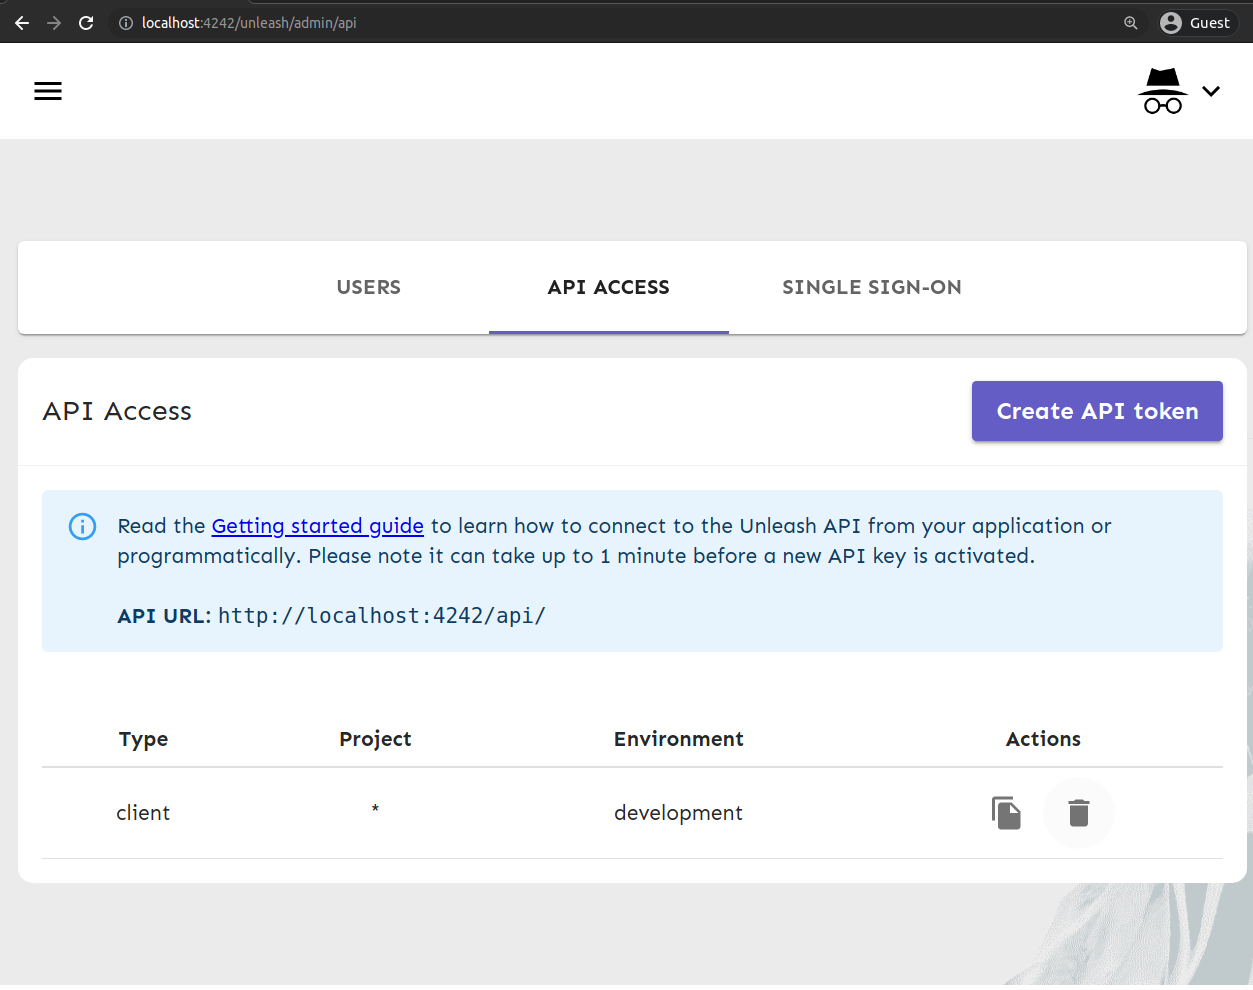 localhost:4242/unleash/admin/api
Guest
USERS
API ACCESS
SINGLE SIGN-ON
API Access
Create API token
Read the Getting started guide to learn how to connect to the Unleash API from your application or
programmatically. Please note it can take up to 1 minute before a new API key is activated.
API URL: http://localhost:4242/api/
Type Project Environment Actions
client * development